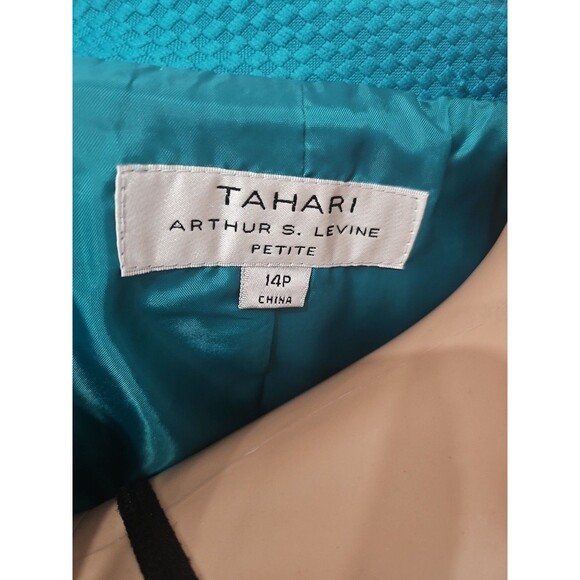 TAHARI
ARTHUR S. LEVINE
PETITE
14P
CHINA